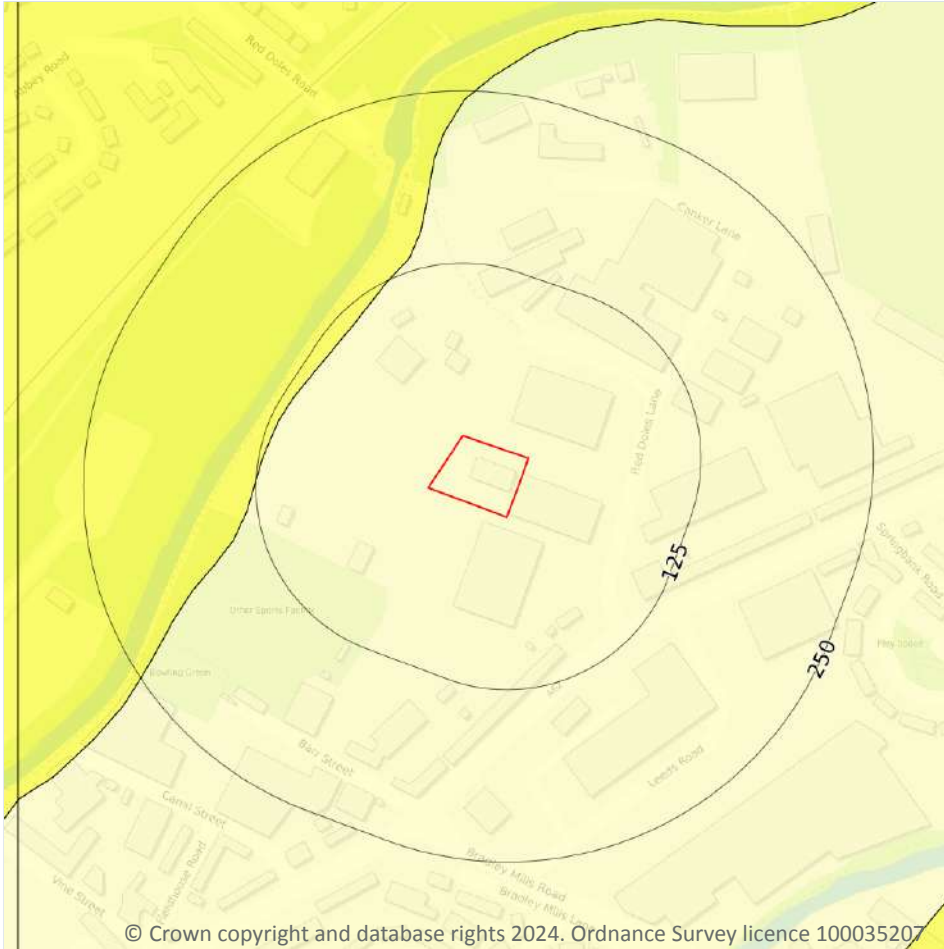 Abbey Road
Red Doles Road
Canker Lane
Red Doles Lane
125
Springbank Road
Other Sports Facility
250
Play Space
Bowling Green
Barr Street
Leeds Road
Canal Street
Bradley Mills Road
Vine Street
Bradley Mills Lane
© Crown copyright and database rights 2024. Ordnance Survey licence 100035207